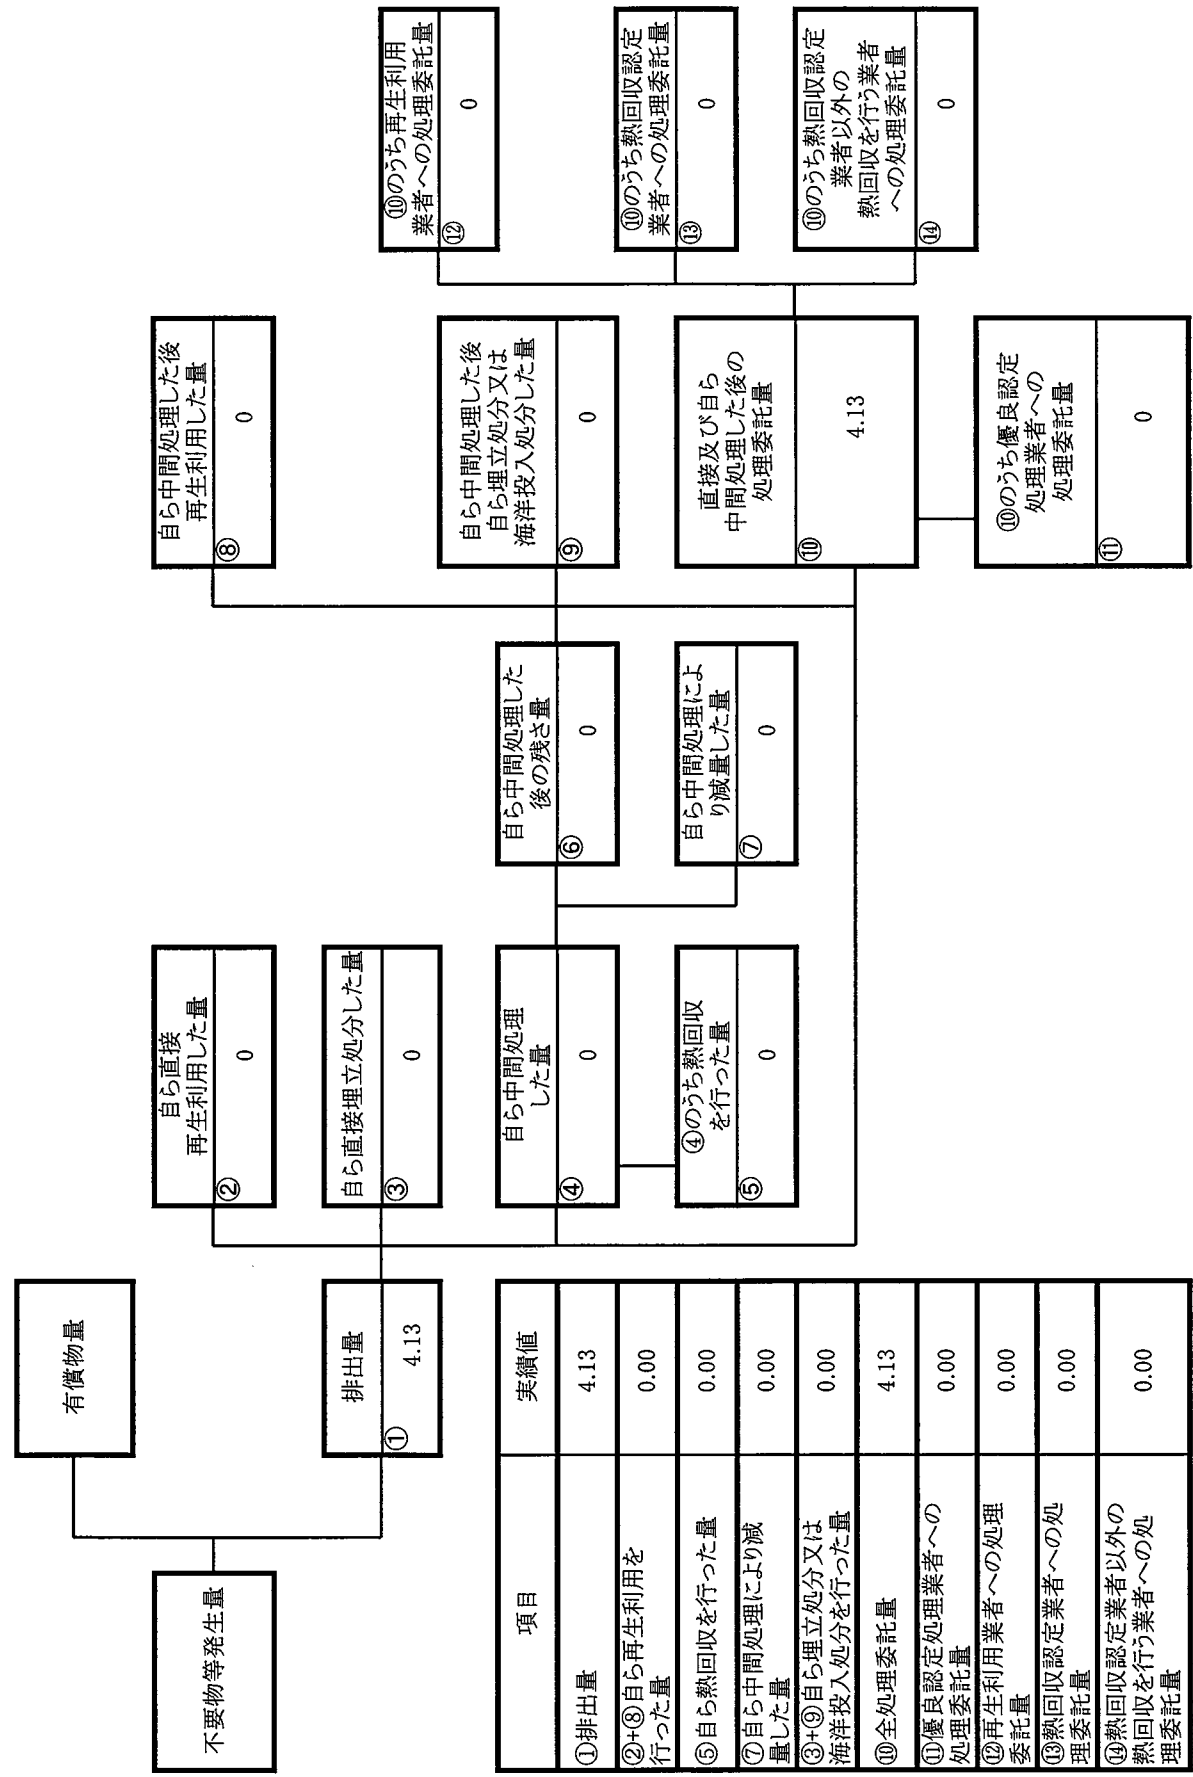 不要物等発生量
有償物量
排出量
①
4.13
自ら直接
再生利用した量
②
0
自ら直接埋立処分した量
③
0
自ら中間処理
した量
④
0
④のうち熱回収
を行った量
⑤
0
自ら中間処理した
後の残さ量
⑥
0
自ら中間処理によ
り減量した量
⑦
0
自ら中間処理した後
再生利用した量
⑧
0
自ら中間処理した後
自ら埋立処分又は
海洋投入処分した量
⑨
0
直接及び自ら
中間処理した後の
処理委託量
⑩
4.13
⑩のうち優良認定
処理業者への
処理委託量
⑪
0
⑩のうち再生利用
業者への処理委託量
⑫
0
⑩のうち熱回収認定
業者への処理委託量
⑬
0
⑩のうち熱回収認定
業者以外の
熱回収を行う業者
への処理委託量
⑭
0
項目 実績値
①排出量 4.13
②+⑧自ら再生利用を
行った量 0.00
⑤自ら熱回収を行った量 0.00
⑦自ら中間処理により減
量した量 0.00
③+⑨自ら埋立処分又は
海洋投入処分を行った量 0.00
⑩全処理委託量 4.13
⑪優良認定処理業者への
処理委託量 0.00
⑫再生利用業者への処理
委託量 0.00
⑬熱回収認定業者への処
理委託量 0.00
⑭熱回収認定業者以外の
熱回収を行う業者への処
理委託量 0.00